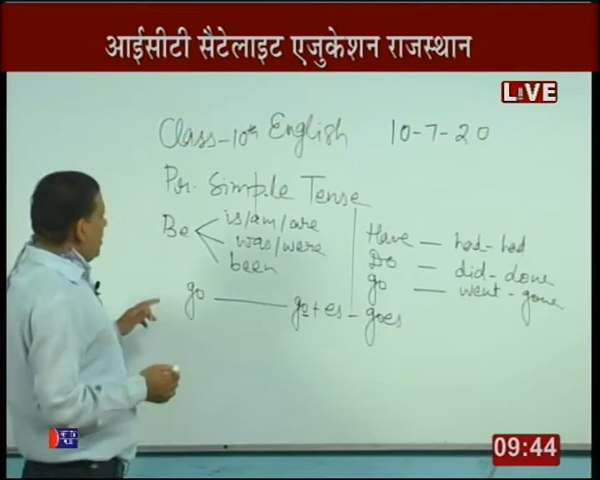 आईसीटी सैटेलाइट एजुकेशन राजस्थान
LiVE
Class-10th English 10-7-20
Pr. Simple Tense
Be is/am/are
was/were
been
Have — had - had
Do — did - done
go — went - gone
go — go + es - goes
09:44